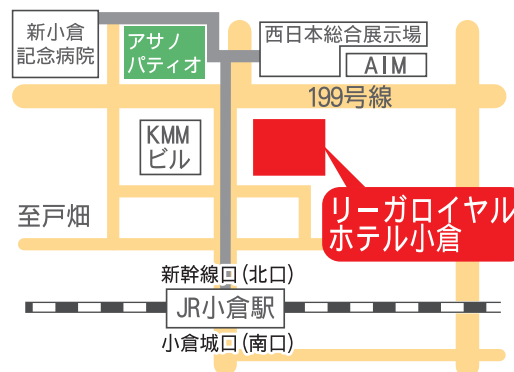 新小倉
記念病院
アサノ
パティオ
西日本総合展示場
AIM
199号線
KMM
ビル
至戸畑
リーガロイヤル
ホテル小倉
新幹線口(北口)
JR小倉駅
小倉城口(南口)